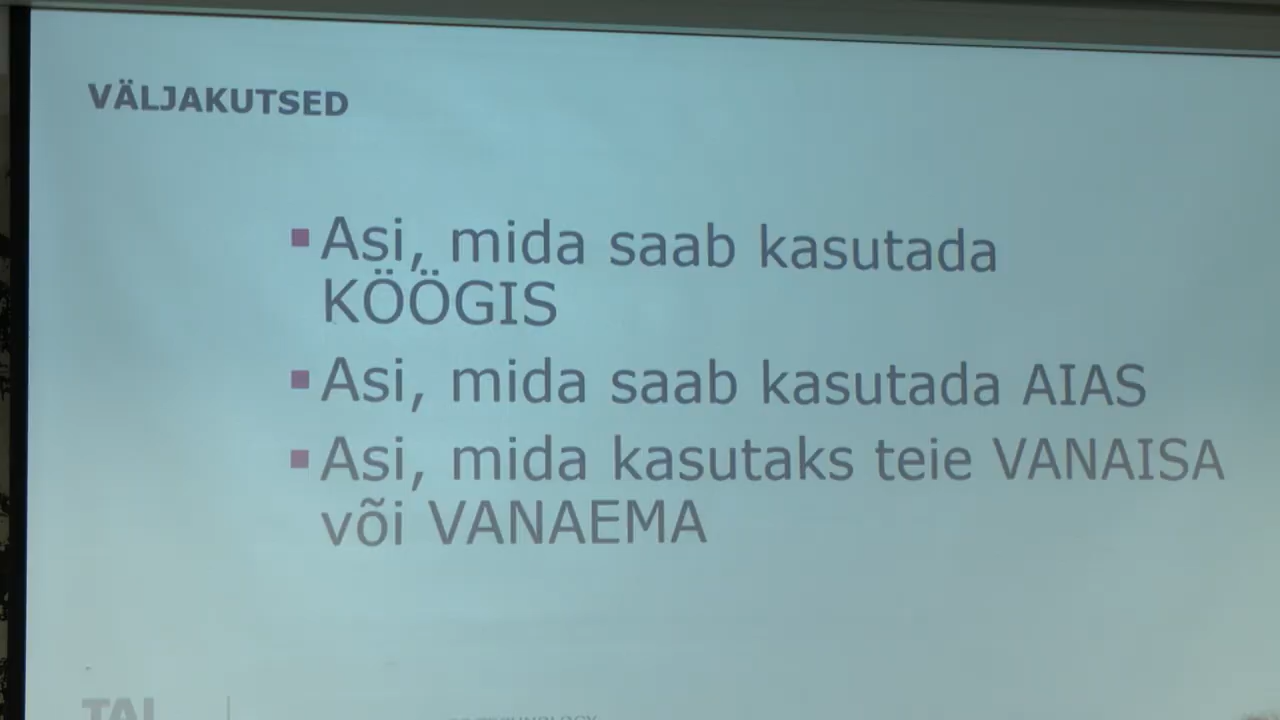 VÄLJAKUTSED
Asi, mida saab kasutada
KÖÖGIS
Asi, mida saab kasutada AIAS
Asi, mida kasutaks teie VANAISA
või VANAEMA